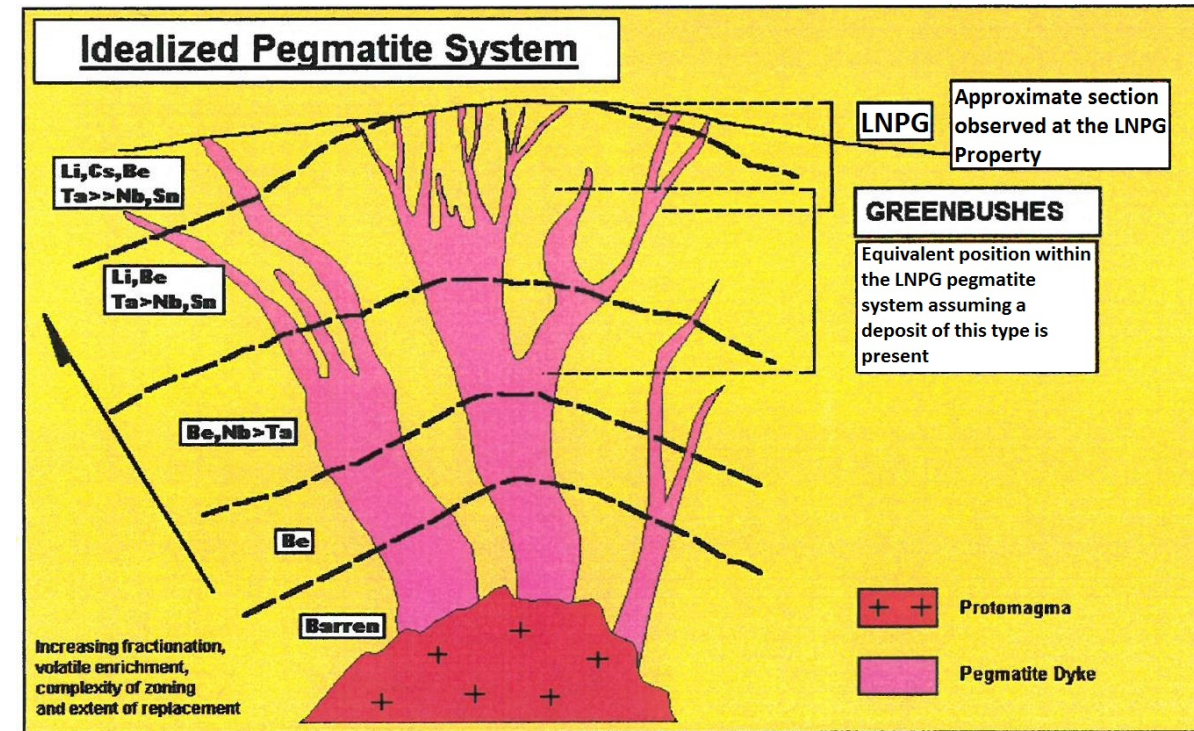 Idealized Pegmatite System
LNPG
Approximate section
observed at the LNPG
Property
Li,Cs,Be
Ta>>Nb,Sn
GREENBUSHES
Equivalent position within
the LNPG pegmatite
system assuming a
deposit of this type is
present
Li,Be
Ta>Nb,Sn
Be,Nb>Ta
Be
Barren
Increasing fractionation,
volatile enrichment,
complexity of zoning
and extent of replacement
Protomagma
Pegmatite Dyke